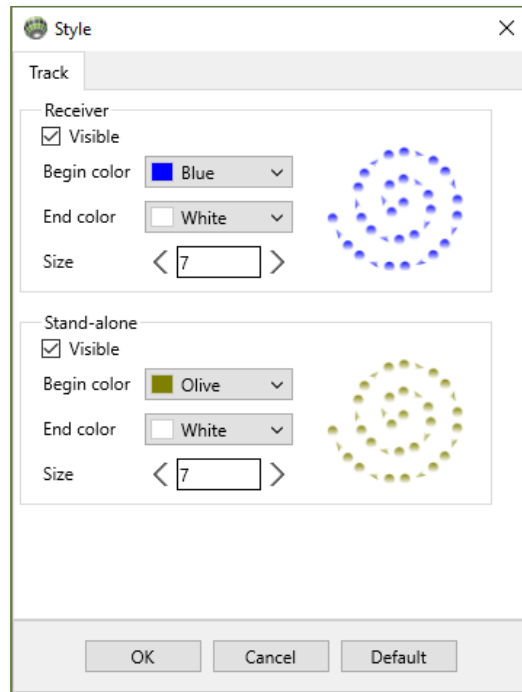 Style
Track
Receiver
Visible
Begin color Blue
End color White
Size 7
Stand-alone
Visible
Begin color Olive
End color White
Size 7
OK Cancel Default